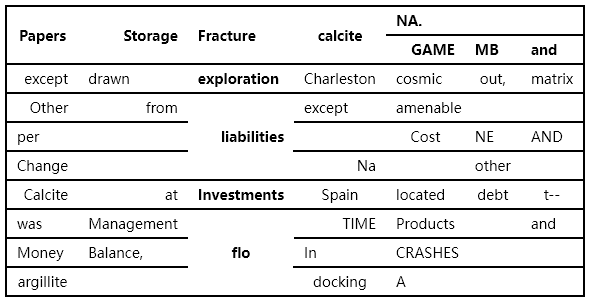 Papers Storage Fracture calcite NA.
GAME MB and
except drawn exploration Charleston cosmic out, matrix
Other from liabilities except amenable
per Cost NE AND
Change Na other
Calcite at Investments Spain located debt t--
was Management flo TIME Products and
Money Balance, In CRASHES
argillite docking A